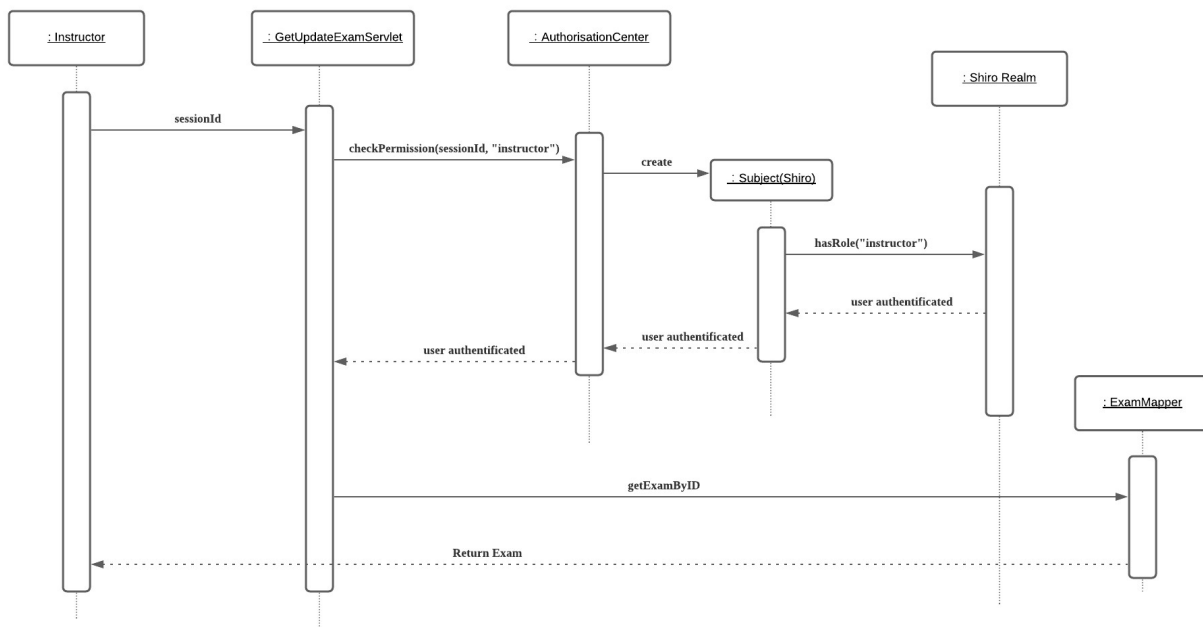 : Instructor
: GetUpdateExamServlet
: AuthorisationCenter
: Shiro Realm
sessionId
checkPermission(sessionId, "instructor")
create
: Subject(Shiro)
hasRole("instructor")
user authentificated
user authentificated
user authentificated
: ExamMapper
getExamByID
Return Exam